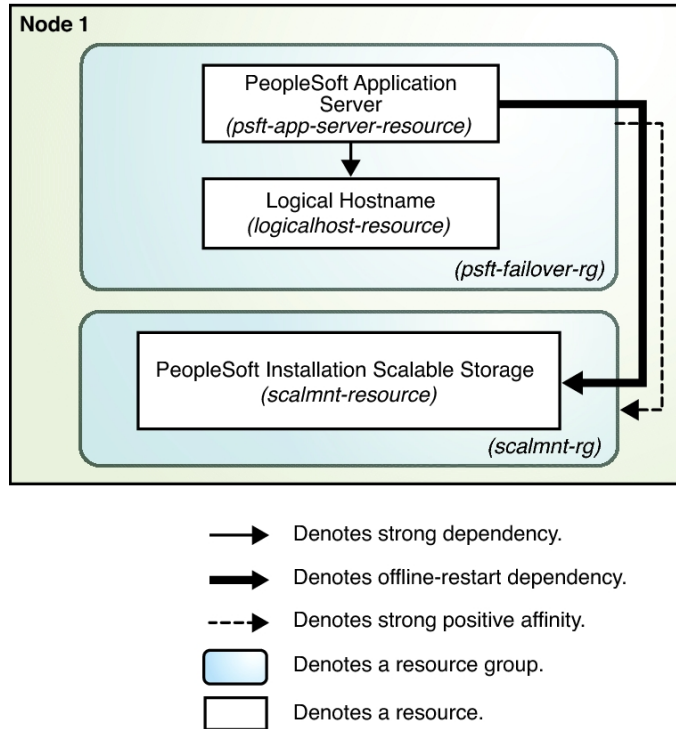 Node 1
PeopleSoft Application
Server
(psft-app-server-resource)
Logical Hostname
(logicalhost-resource)
(psft-failover-rg)
PeopleSoft Installation Scalable Storage
(scalmnt-resource)
(scalmnt-rg)
Denotes strong dependency.
Denotes offline-restart dependency.
Denotes strong positive affinity.
Denotes a resource group.
Denotes a resource.